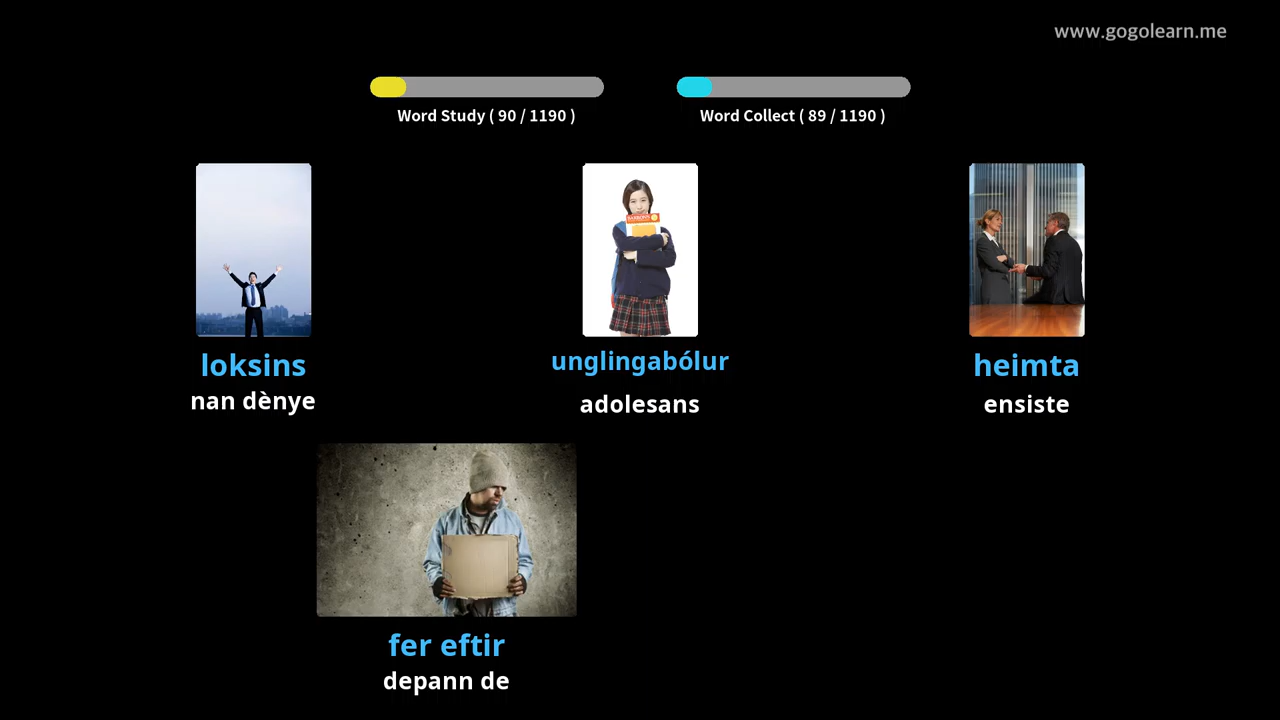 www.gogolearn.me
Word Study ( 90 / 1190 )
Word Collect ( 89 / 1190 )
loksins
nan dènye
unglingabólur
adolesans
heimta
ensiste
fer eftir
depann de